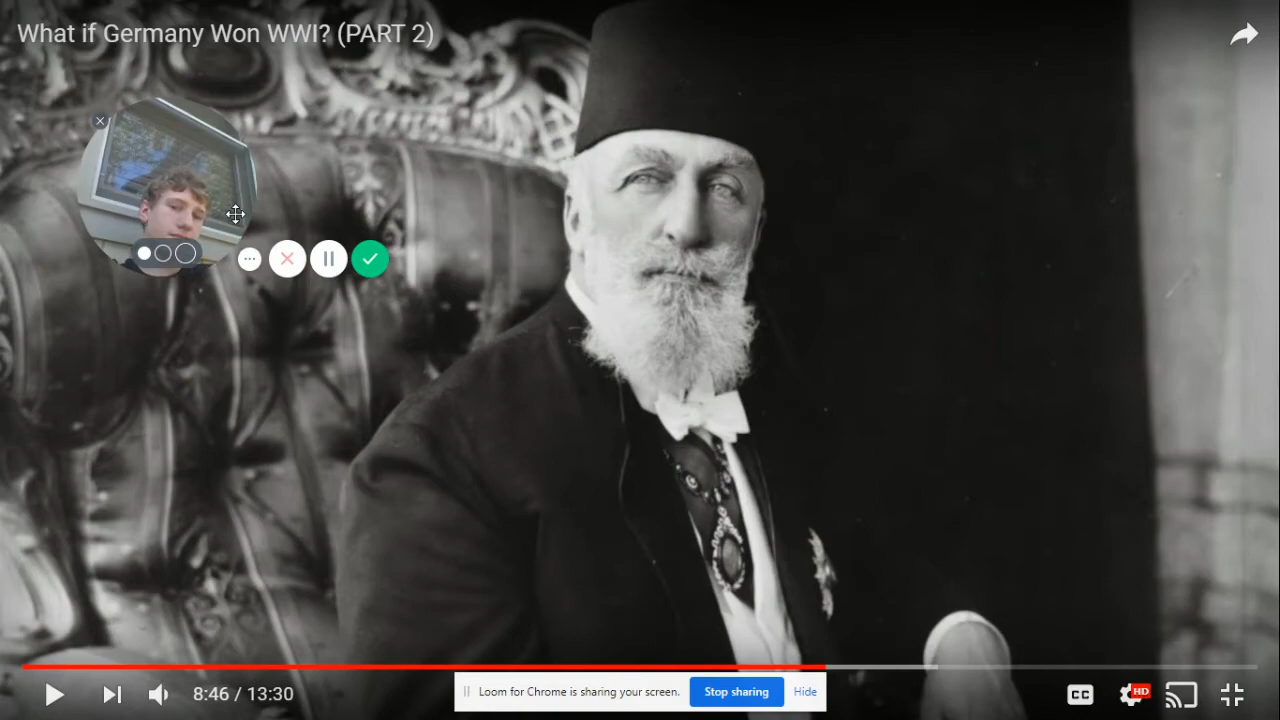 What if Germany Won WWI? (PART 2)
8:46 / 13:30
Loom for Chrome is sharing your screen.
Stop sharing
Hide
CC
HD